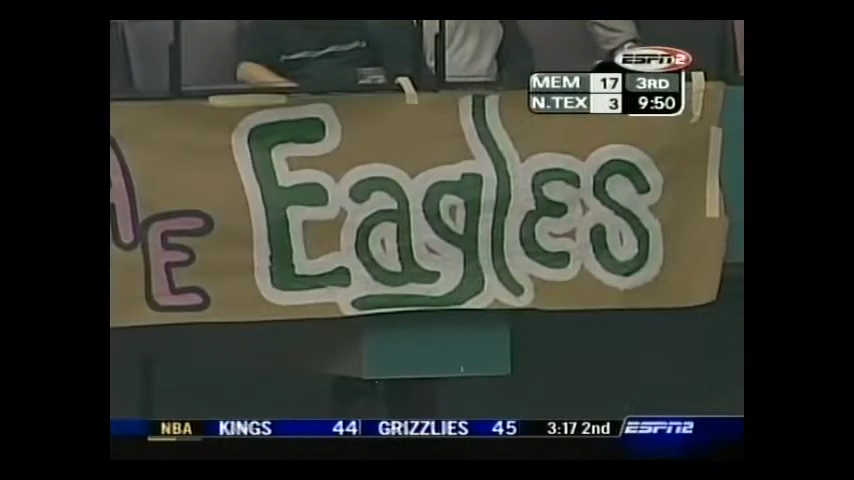 ESPN2
MEM 17 3RD
N.TEX 3 9:50
Eagles
E
NBA KINGS 44 GRIZZLIES 45 3:17 2nd ESPN2